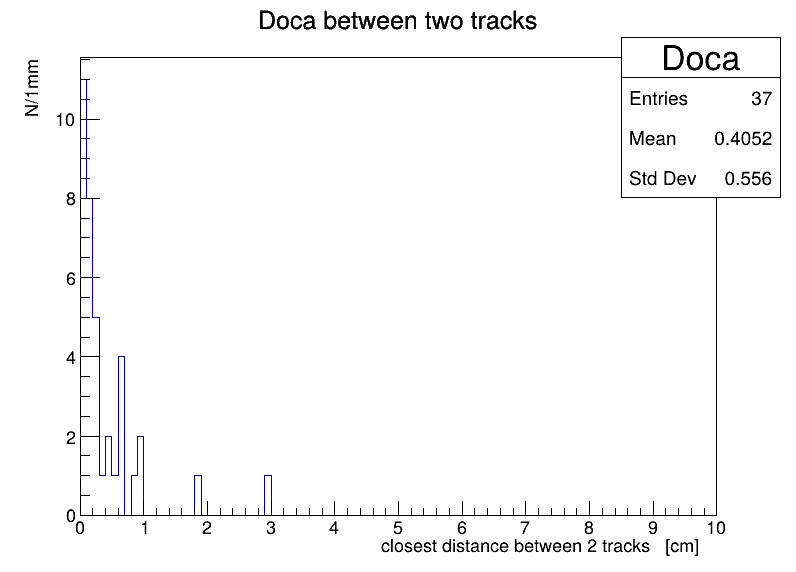 Doca between two tracks
N/1mm
Doca
Entries 37
Mean 0.4052
Std Dev 0.556
10
8
6
4
2
0
0 1 2 3 4 5 6 7 8 9 10
closest distance between 2 tracks [cm]